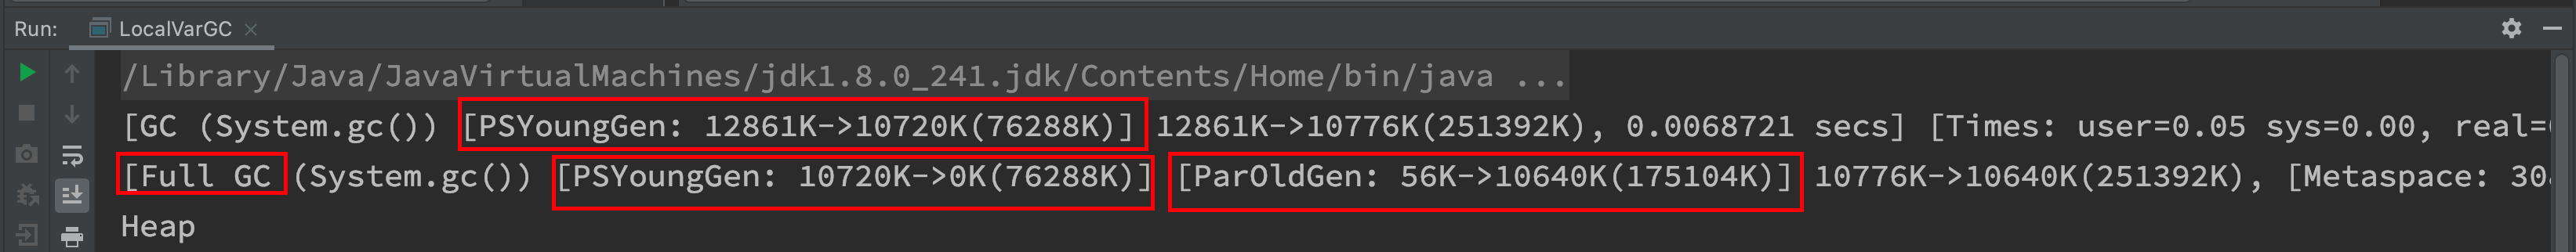 Run: LocalVarGC
/Library/Java/JavaVirtualMachines/jdk1.8.0_241.jdk/Contents/Home/bin/java ...
[GC (System.gc()) [PSYoungGen: 12861K->10720K(76288K)] 12861K->10776K(251392K), 0.0068721 secs] [Times: user=0.05 sys=0.00, real=
[Full GC (System.gc()) [PSYoungGen: 10720K->0K(76288K)] [ParOldGen: 56K->10640K(175104K)] 10776K->10640K(251392K), [Metaspace: 30
Heap